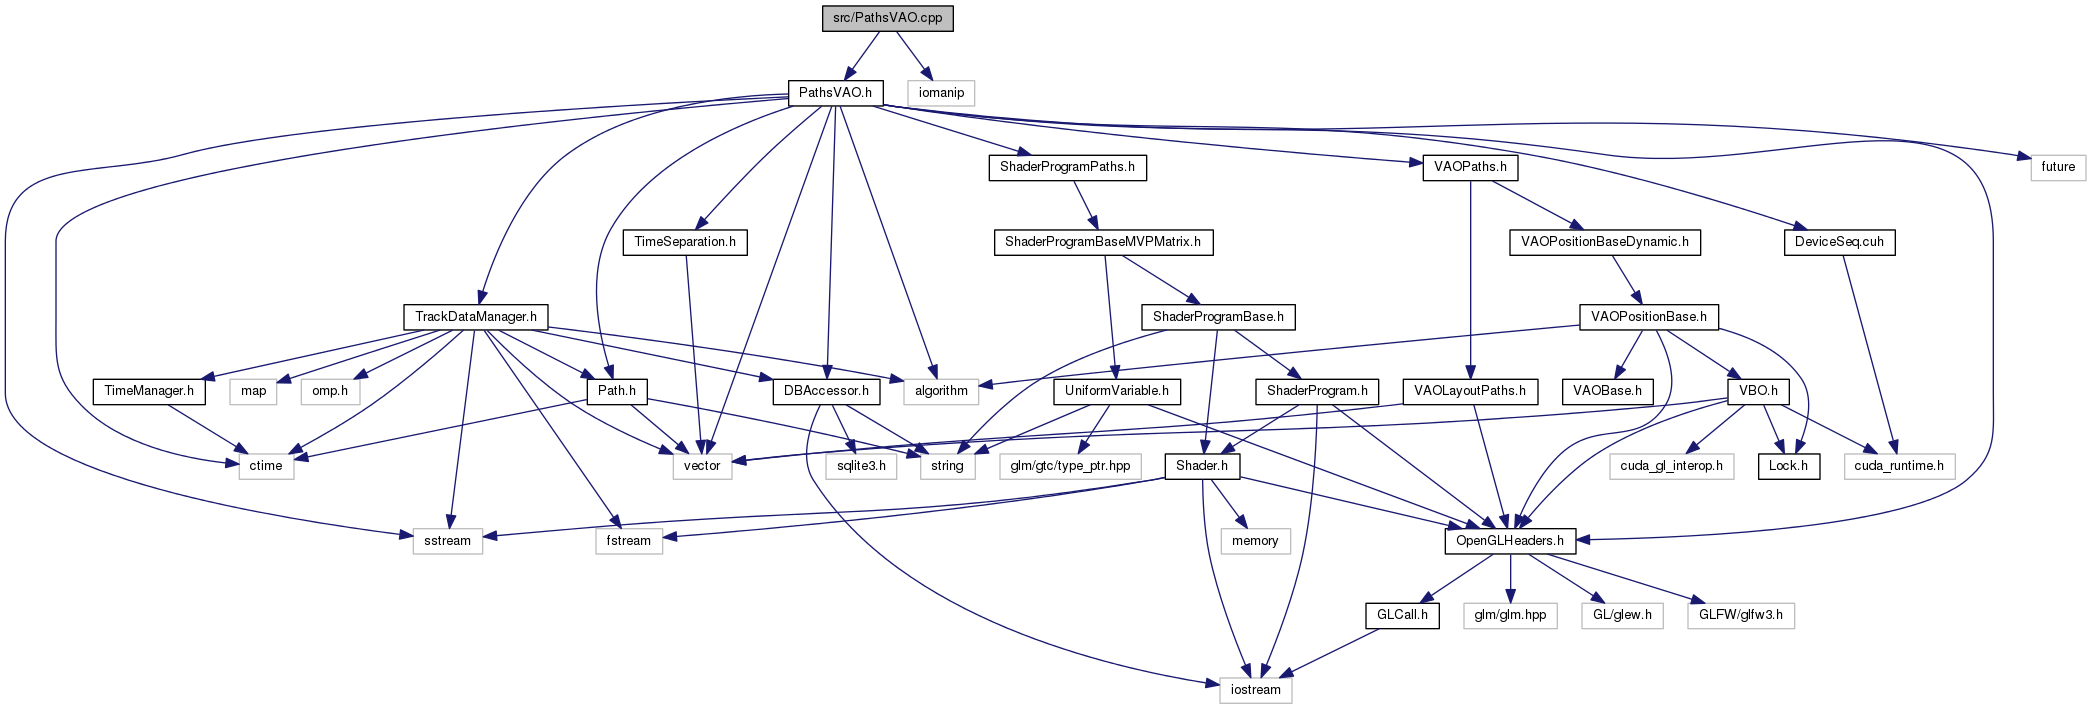 src/PathsVAO.cpp
PathsVAO.h
iomanip
ShaderProgramPaths.h
VAOPaths.h
future
TimeSeparation.h
ShaderProgramBaseMVPMatrix.h
VAOPositionBaseDynamic.h
DeviceSeq.cuh
TrackDataManager.h
ShaderProgramBase.h
VAOPositionBase.h
TimeManager.h
map
omp.h
Path.h
DBAccessor.h
algorithm
UniformVariable.h
ShaderProgram.h
VAOLayoutPaths.h
VAOBase.h
VBO.h
ctime
vector
sqlite3.h
string
glm/gtc/type_ptr.hpp
Shader.h
cuda_gl_interop.h
Lock.h
cuda_runtime.h
sstream
fstream
memory
OpenGLHeaders.h
GLCall.h
glm/glm.hpp
GL/glew.h
GLFW/glfw3.h
iostream